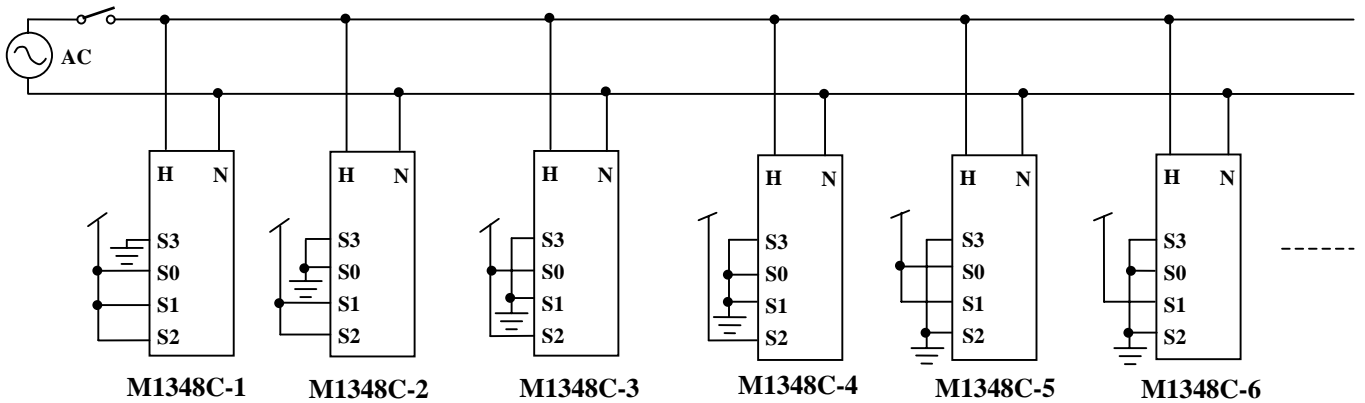 AC
H N
S3
S0
S1
S2
M1348C-1
H N
S3
S0
S1
S2
M1348C-2
H N
S3
S0
S1
S2
M1348C-3
H N
S3
S0
S1
S2
M1348C-4
H N
S3
S0
S1
S2
M1348C-5
H N
S3
S0
S1
S2
M1348C-6